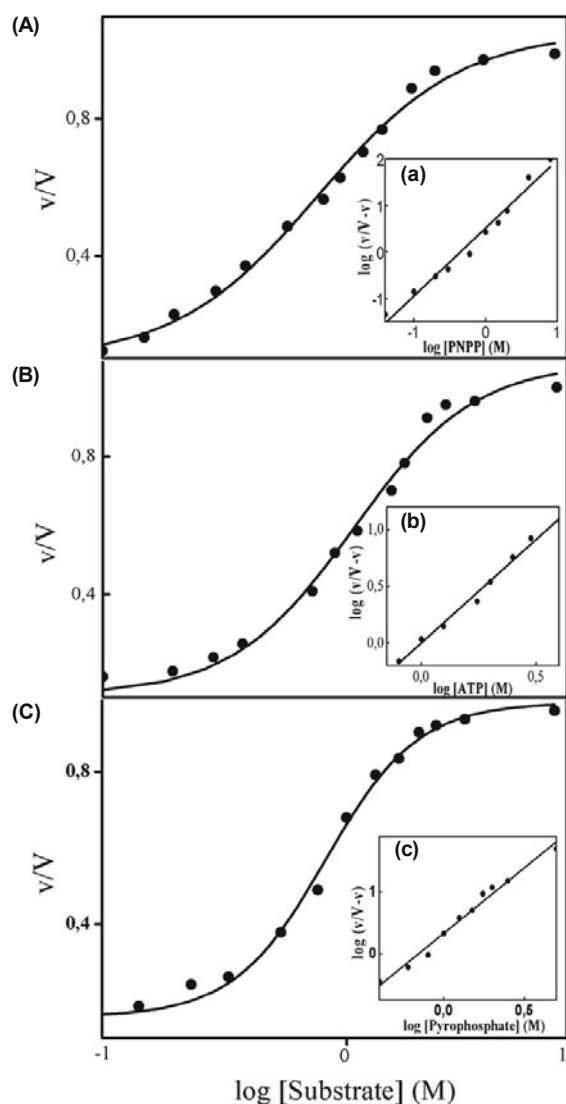 (A)
v/V
0,8
0,4
(a)
log (v/V-v)
2
1
0
-1
-1
0
1
log [PNPP] (M)
(B)
v/V
0.8
0.4
(b)
log (v/V-v)
1,0
0,5
0,0
0,0
0,5
log [ATP] (M)
(C)
v/V
0,8
0,4
(c)
log (v/V-v)
1
0
0,0
0,5
log [Pyrophosphate] (M)
-1
0
1
log [Substrate] (M)